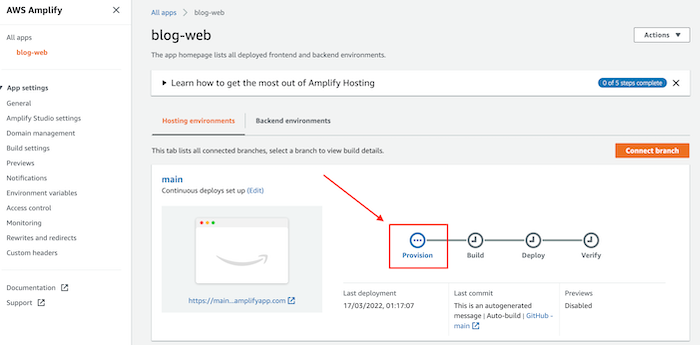 AWS Amplify
All apps
blog-web
App settings
General
Amplify Studio settings
Domain management
Build settings
Previews
Notifications
Environment variables
Access control
Monitoring
Rewrites and redirects
Custom headers
Documentation
Support
All apps > blog-web
blog-web
Actions
The app homepage lists all deployed frontend and backend environments.
Learn how to get the most out of Amplify Hosting
0 of 5 steps complete
Hosting environments
Backend environments
This tab lists all connected branches, select a branch to view build details.
Connect branch
main
Continuous deploys set up (Edit)
https://main...amplifyapp.com
Provision
Build
Deploy
Verify
Last deployment
17/03/2022, 01:17:07
Last commit
This is an autogenerated
message | Auto-build | GitHub -
main
Previews
Disabled